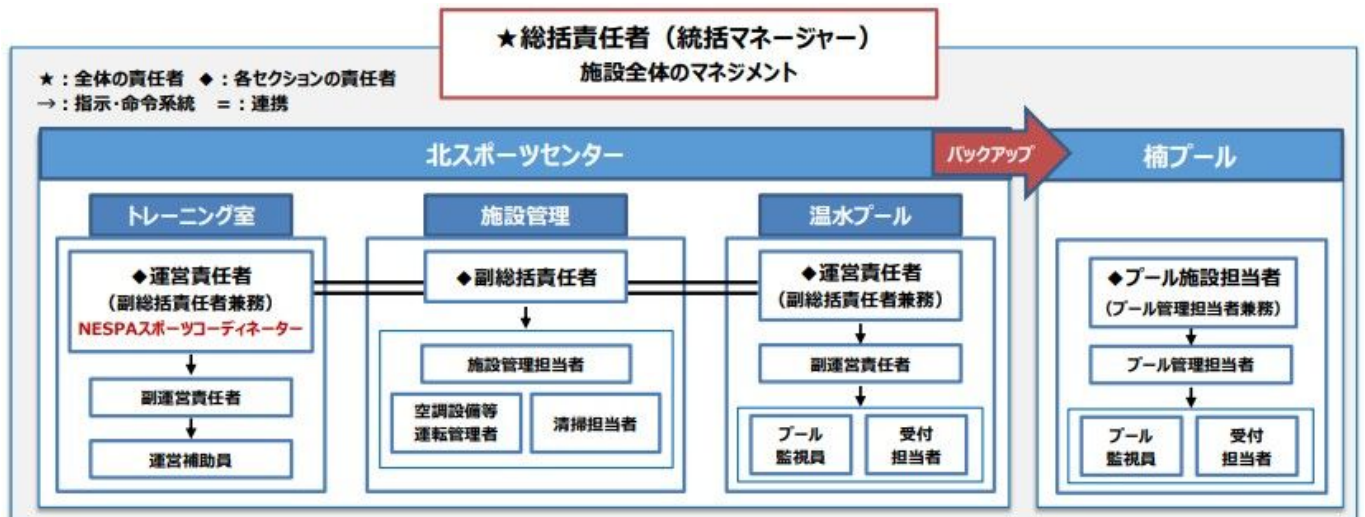 ★総括責任者（統括マネージャー）
施設全体のマネジメント
★：全体の責任者 ◆：各セクションの責任者
→：指示・命令系統 ＝：連携
北スポーツセンター
バックアップ
楠プール
トレーニング室
◆運営責任者
（副総括責任者兼務）
NESPAスポーツコーディネーター
副運営責任者
運営補助員
施設管理
◆副総括責任者
施設管理担当者
空調設備等
運転管理者
清掃担当者
温水プール
◆運営責任者
（副総括責任者兼務）
副運営責任者
プール
監視員
受付
担当者
◆プール施設担当者
（プール管理担当者兼務）
プール管理担当者
プール
監視員
受付
担当者